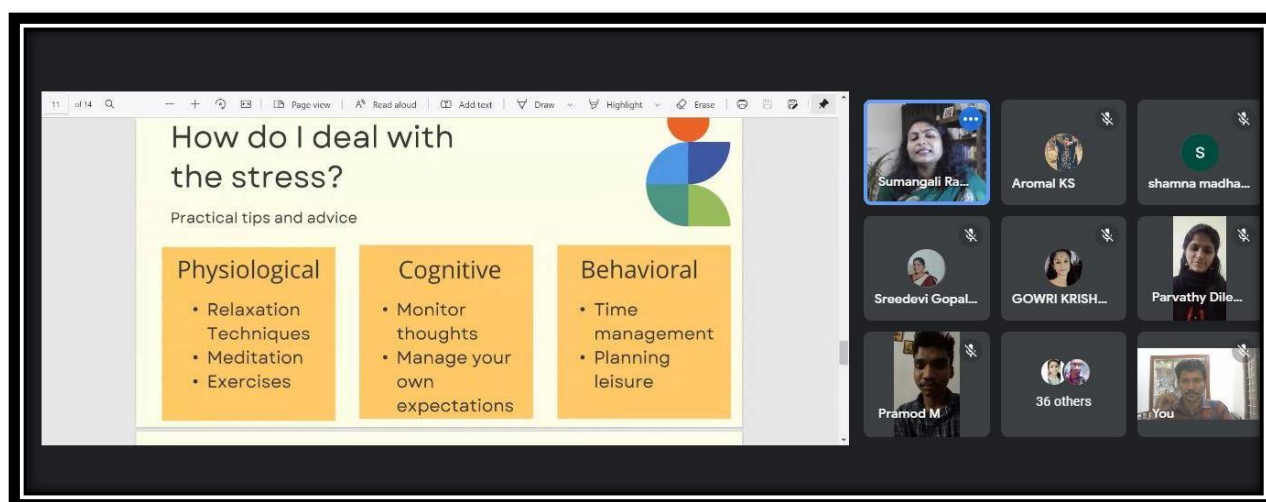 11 of 14
Page view
Read aloud
Add text
Draw
Highlight
Erase
How do I deal with
the stress?
Practical tips and advice
Physiological
• Relaxation
Techniques
• Meditation
• Exercises
Cognitive
• Monitor
thoughts
• Manage your
own
expectations
Behavioral
• Time
management
• Planning
leisure
Sumangali Ra...
Aromal KS
S
shamna madha...
Sreedevi Gopal...
GOWRI KRISH...
Parvathy Dile...
Pramod M
36 others
You